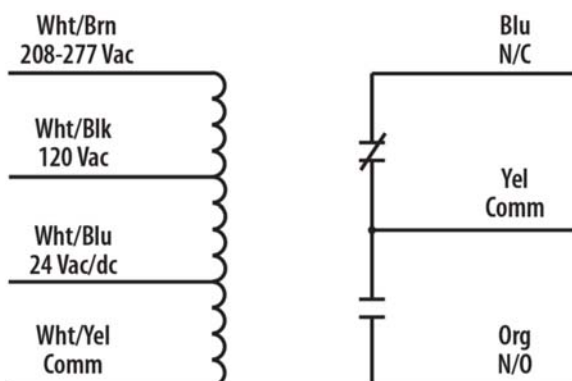 Wht/Brn
208-277 Vac
Wht/Blk
120 Vac
Wht/Blu
24 Vac/dc
Wht/Yel
Comm
Blu
N/C
Yel
Comm
Org
N/O